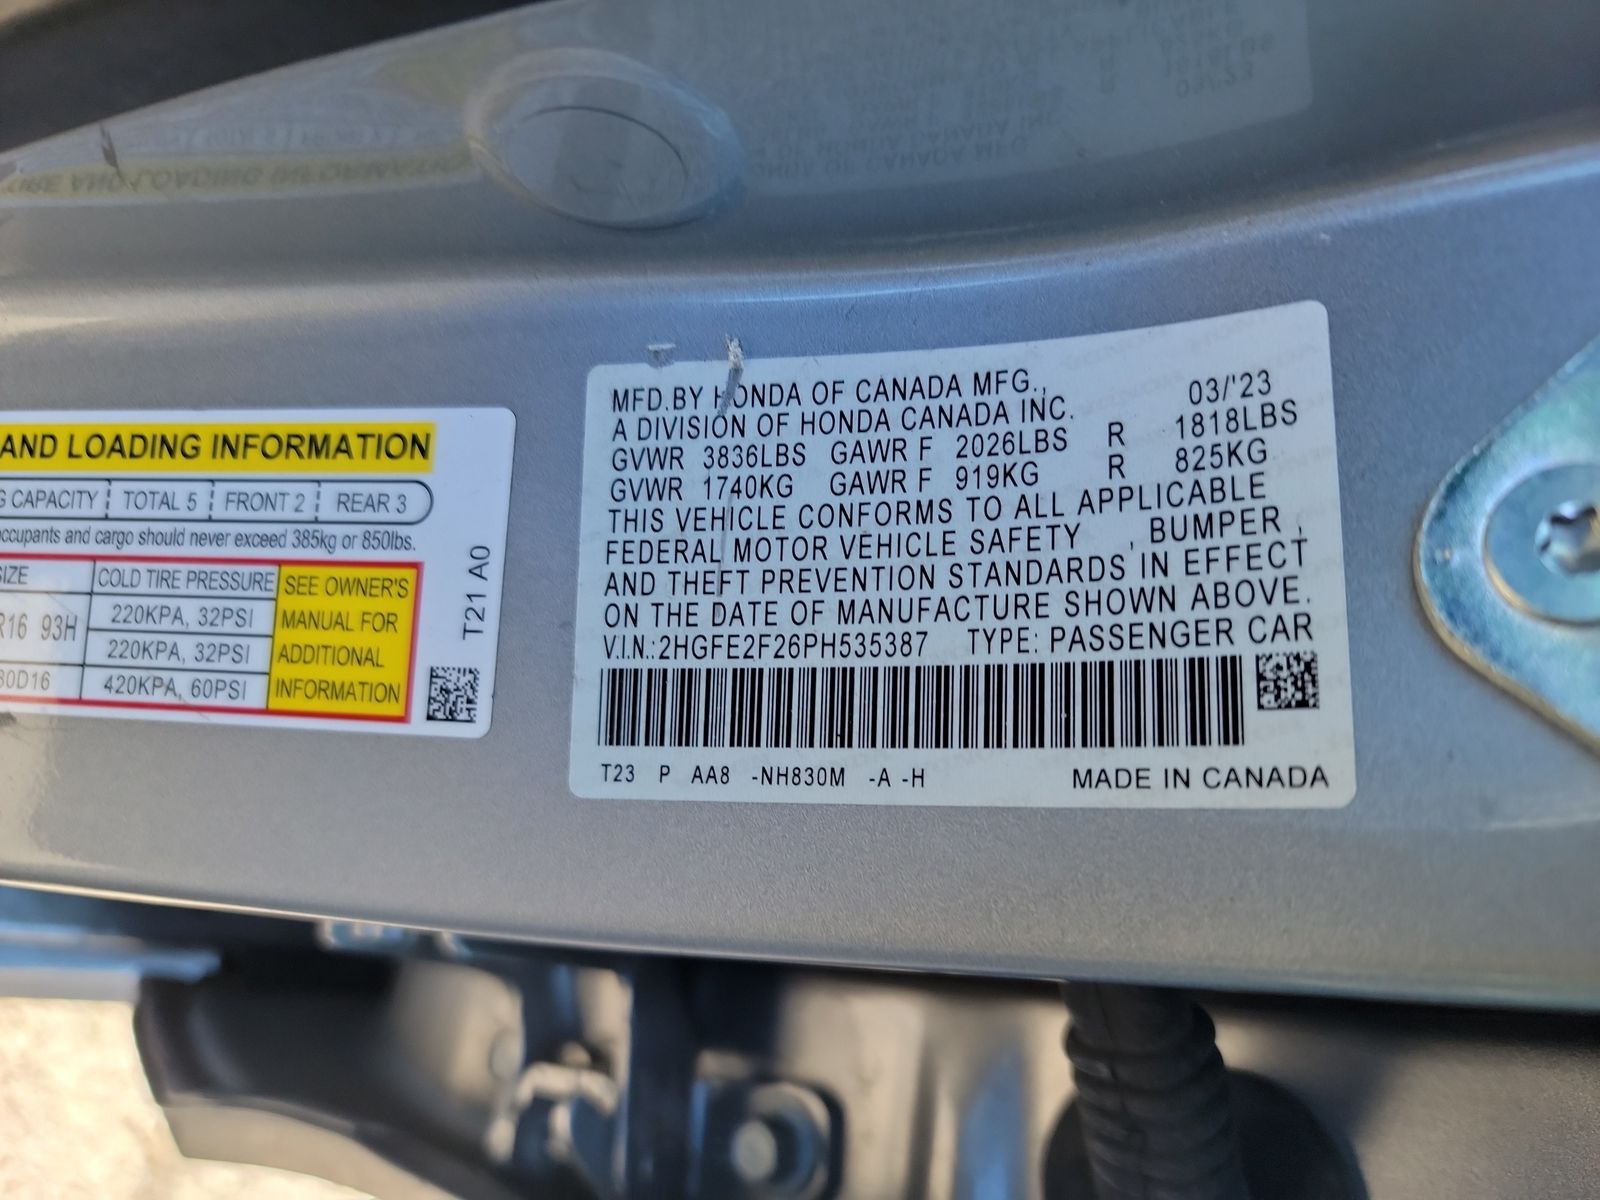 AND LOADING INFORMATION
G CAPACITY TOTAL 5 FRONT 2 REAR 3
occupants and cargo should never exceed 385kg or 850lbs.
SIZE COLD TIRE PRESSURE SEE OWNER'S
R16 93H 220KPA, 32PSI MANUAL FOR
220KPA, 32PSI ADDITIONAL
80D16 420KPA, 60PSI INFORMATION
T21 A0
MFD.BY HONDA OF CANADA MFG., 03/'23
A DIVISION OF HONDA CANADA INC.
GVWR 3836LBS GAWR F 2026LBS R 1818LBS
GVWR 1740KG GAWR F 919KG R 825KG
THIS VEHICLE CONFORMS TO ALL APPLICABLE
FEDERAL MOTOR VEHICLE SAFETY , BUMPER ,
AND THEFT PREVENTION STANDARDS IN EFFECT
ON THE DATE OF MANUFACTURE SHOWN ABOVE.
V.I.N.:2HGFE2F26PH535387 TYPE: PASSENGER CAR
T23 P AA8 -NH830M -A -H MADE IN CANADA